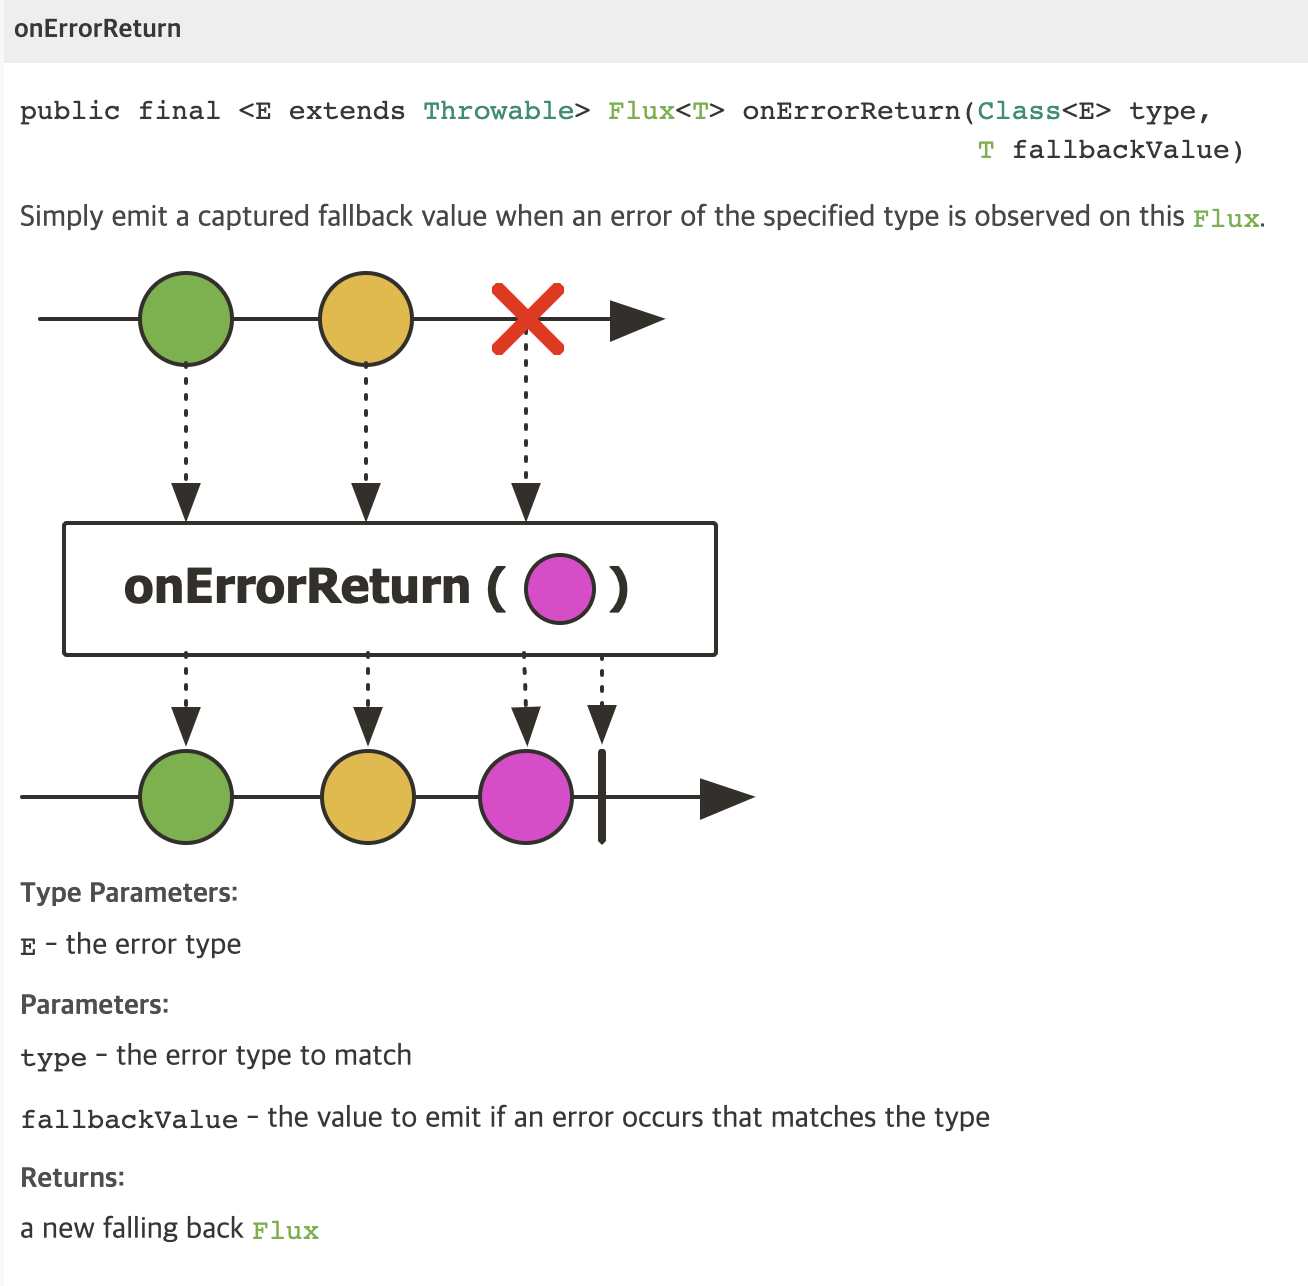 onErrorReturn
public final <E extends Throwable> Flux<T> onErrorReturn(Class<E> type,
T fallbackValue)
Simply emit a captured fallback value when an error of the specified type is observed on this Flux.
onErrorReturn ( )
Type Parameters:
E - the error type
Parameters:
type - the error type to match
fallbackValue - the value to emit if an error occurs that matches the type
Returns:
a new falling back Flux